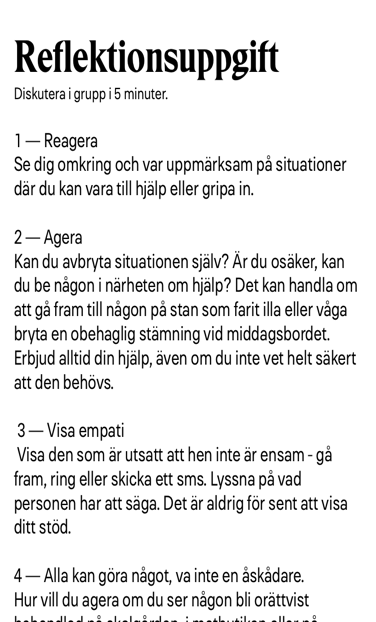 Reflektionsuppgift
Diskutera i grupp i 5 minuter.
1 — Reagera
Se dig omkring och var uppmärksam på situationer
där du kan vara till hjälp eller gripa in.
2 — Agera
Kan du avbryta situationen själv? Är du osäker, kan
du be någon i närheten om hjälp? Det kan handla om
att gå fram till någon på stan som farit illa eller våga
bryta en obehaglig stämning vid middagsbordet.
Erbjud alltid din hjälp, även om du inte vet helt säkert
att den behövs.
3 — Visa empati
Visa den som är utsatt att hen inte är ensam - gå
fram, ring eller skicka ett sms. Lyssna på vad
personen har att säga. Det är aldrig för sent att visa
ditt stöd.
4 — Alla kan göra något, va inte en åskådare.
Hur vill du agera om du ser någon bli orättvist
behandlad på skolgården, i matbutiken eller på